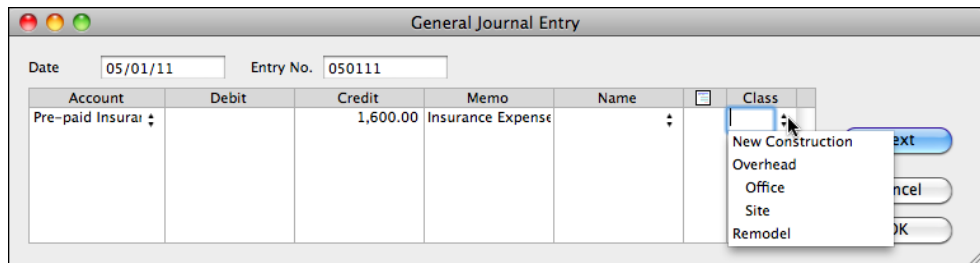 General Journal Entry
Date 05/01/11 Entry No. 050111
Account Debit Credit Memo Name Class
Pre-paid Insurar 1,600.00 Insurance Expense
New Construction
Overhead
Office
Site
Remodel
ext
ncel
OK